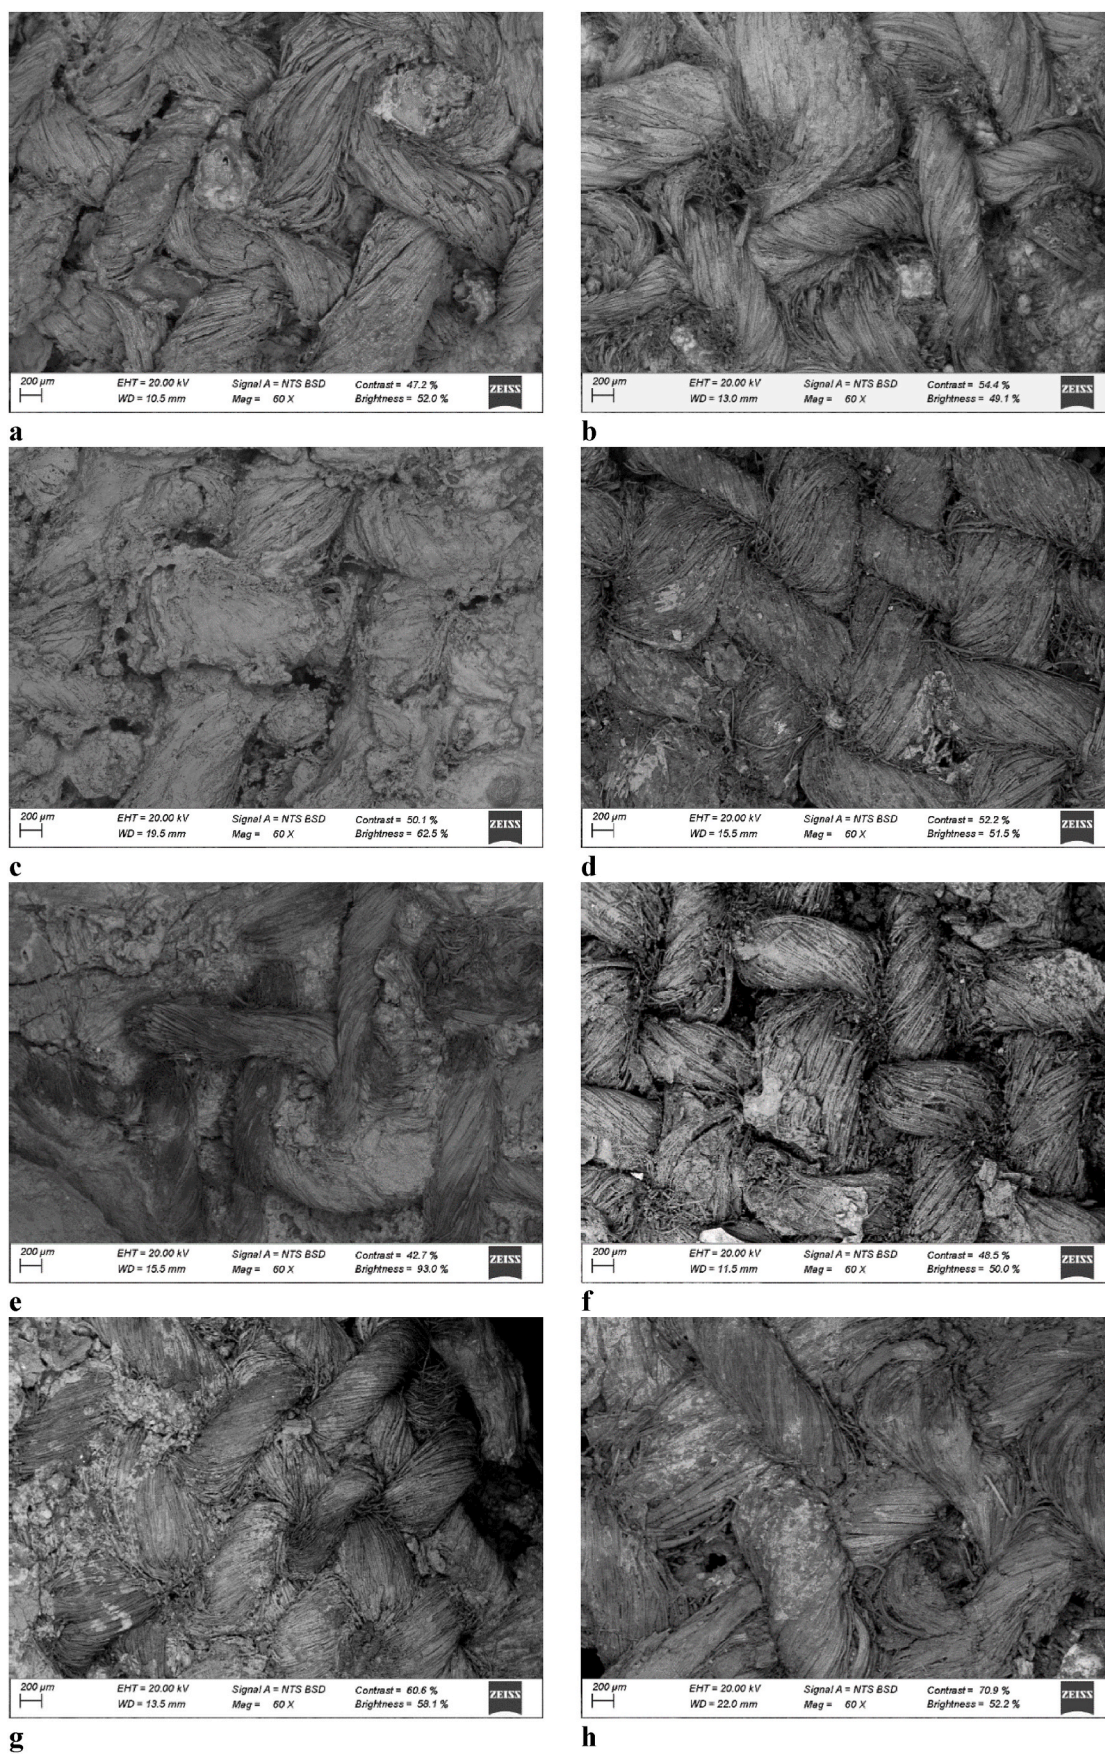 200 µm EHT = 20.00 kV Signal A = NTS BSD Contrast = 47.2 % ZEISS
WD = 10.5 mm Mag = 60 X Brightness = 52.0 %
a
200 µm EHT = 20.00 kV Signal A = NTS BSD Contrast = 54.4 % ZEISS
WD = 13.0 mm Mag = 60 X Brightness = 49.1 %
b
200 µm EHT = 20.00 kV Signal A = NTS BSD Contrast = 50.1 % ZEISS
WD = 19.5 mm Mag = 60 X Brightness = 62.5 %
c
200 µm EHT = 20.00 kV Signal A = NTS BSD Contrast = 52.2 % ZEISS
WD = 15.5 mm Mag = 60 X Brightness = 51.5 %
d
200 µm EHT = 20.00 kV Signal A = NTS BSD Contrast = 42.7 % ZEISS
WD = 15.5 mm Mag = 60 X Brightness = 93.0 %
e
200 µm EHT = 20.00 kV Signal A = NTS BSD Contrast = 48.5 % ZEISS
WD = 11.5 mm Mag = 60 X Brightness = 50.0 %
f
200 µm EHT = 20.00 kV Signal A = NTS BSD Contrast = 60.6 % ZEISS
WD = 13.5 mm Mag = 60 X Brightness = 58.1 %
g
200 µm EHT = 20.00 kV Signal A = NTS BSD Contrast = 70.9 % ZEISS
WD = 22.0 mm Mag = 60 X Brightness = 52.2 %
h